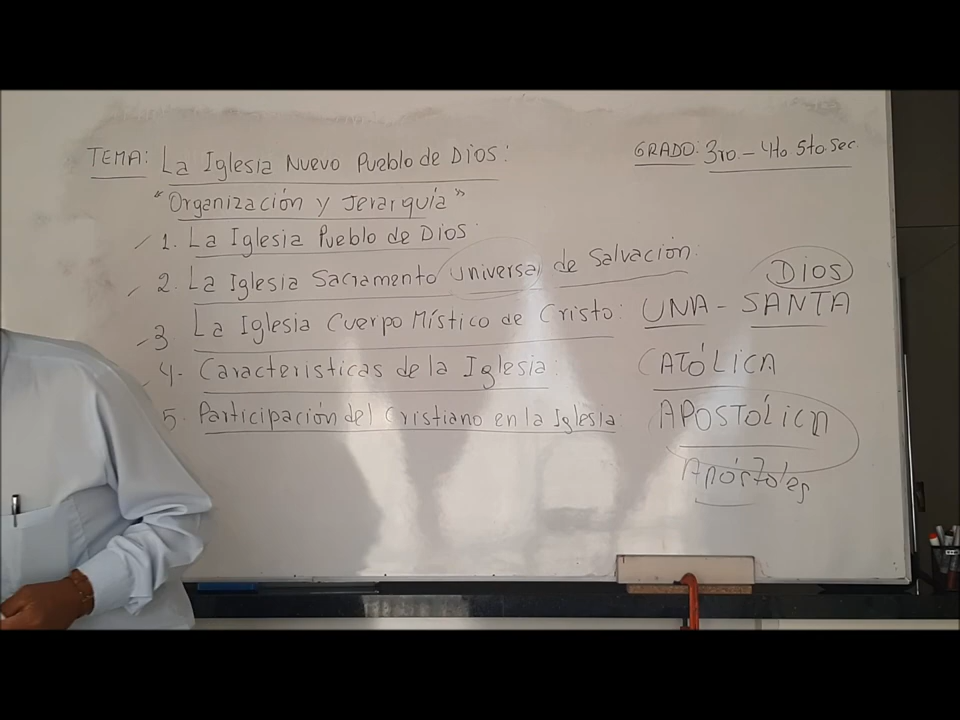 TEMA: La Iglesia Nuevo Pueblo de Dios:
GRADO: 3ro.- 4to. 5to. Sec.
"Organización y Jerarquía"
1. La Iglesia Pueblo de Dios:
2. La Iglesia Sacramento Universal de Salvación:
3 La Iglesia Cuerpo Místico de Cristo:
4- Caracteristicas de la Iglesia:
5. Participación del Cristiano en la Iglesia:
DIOS
UNA - SANTA
CATÓLICA
APOSTÓLICA
Apóstoles